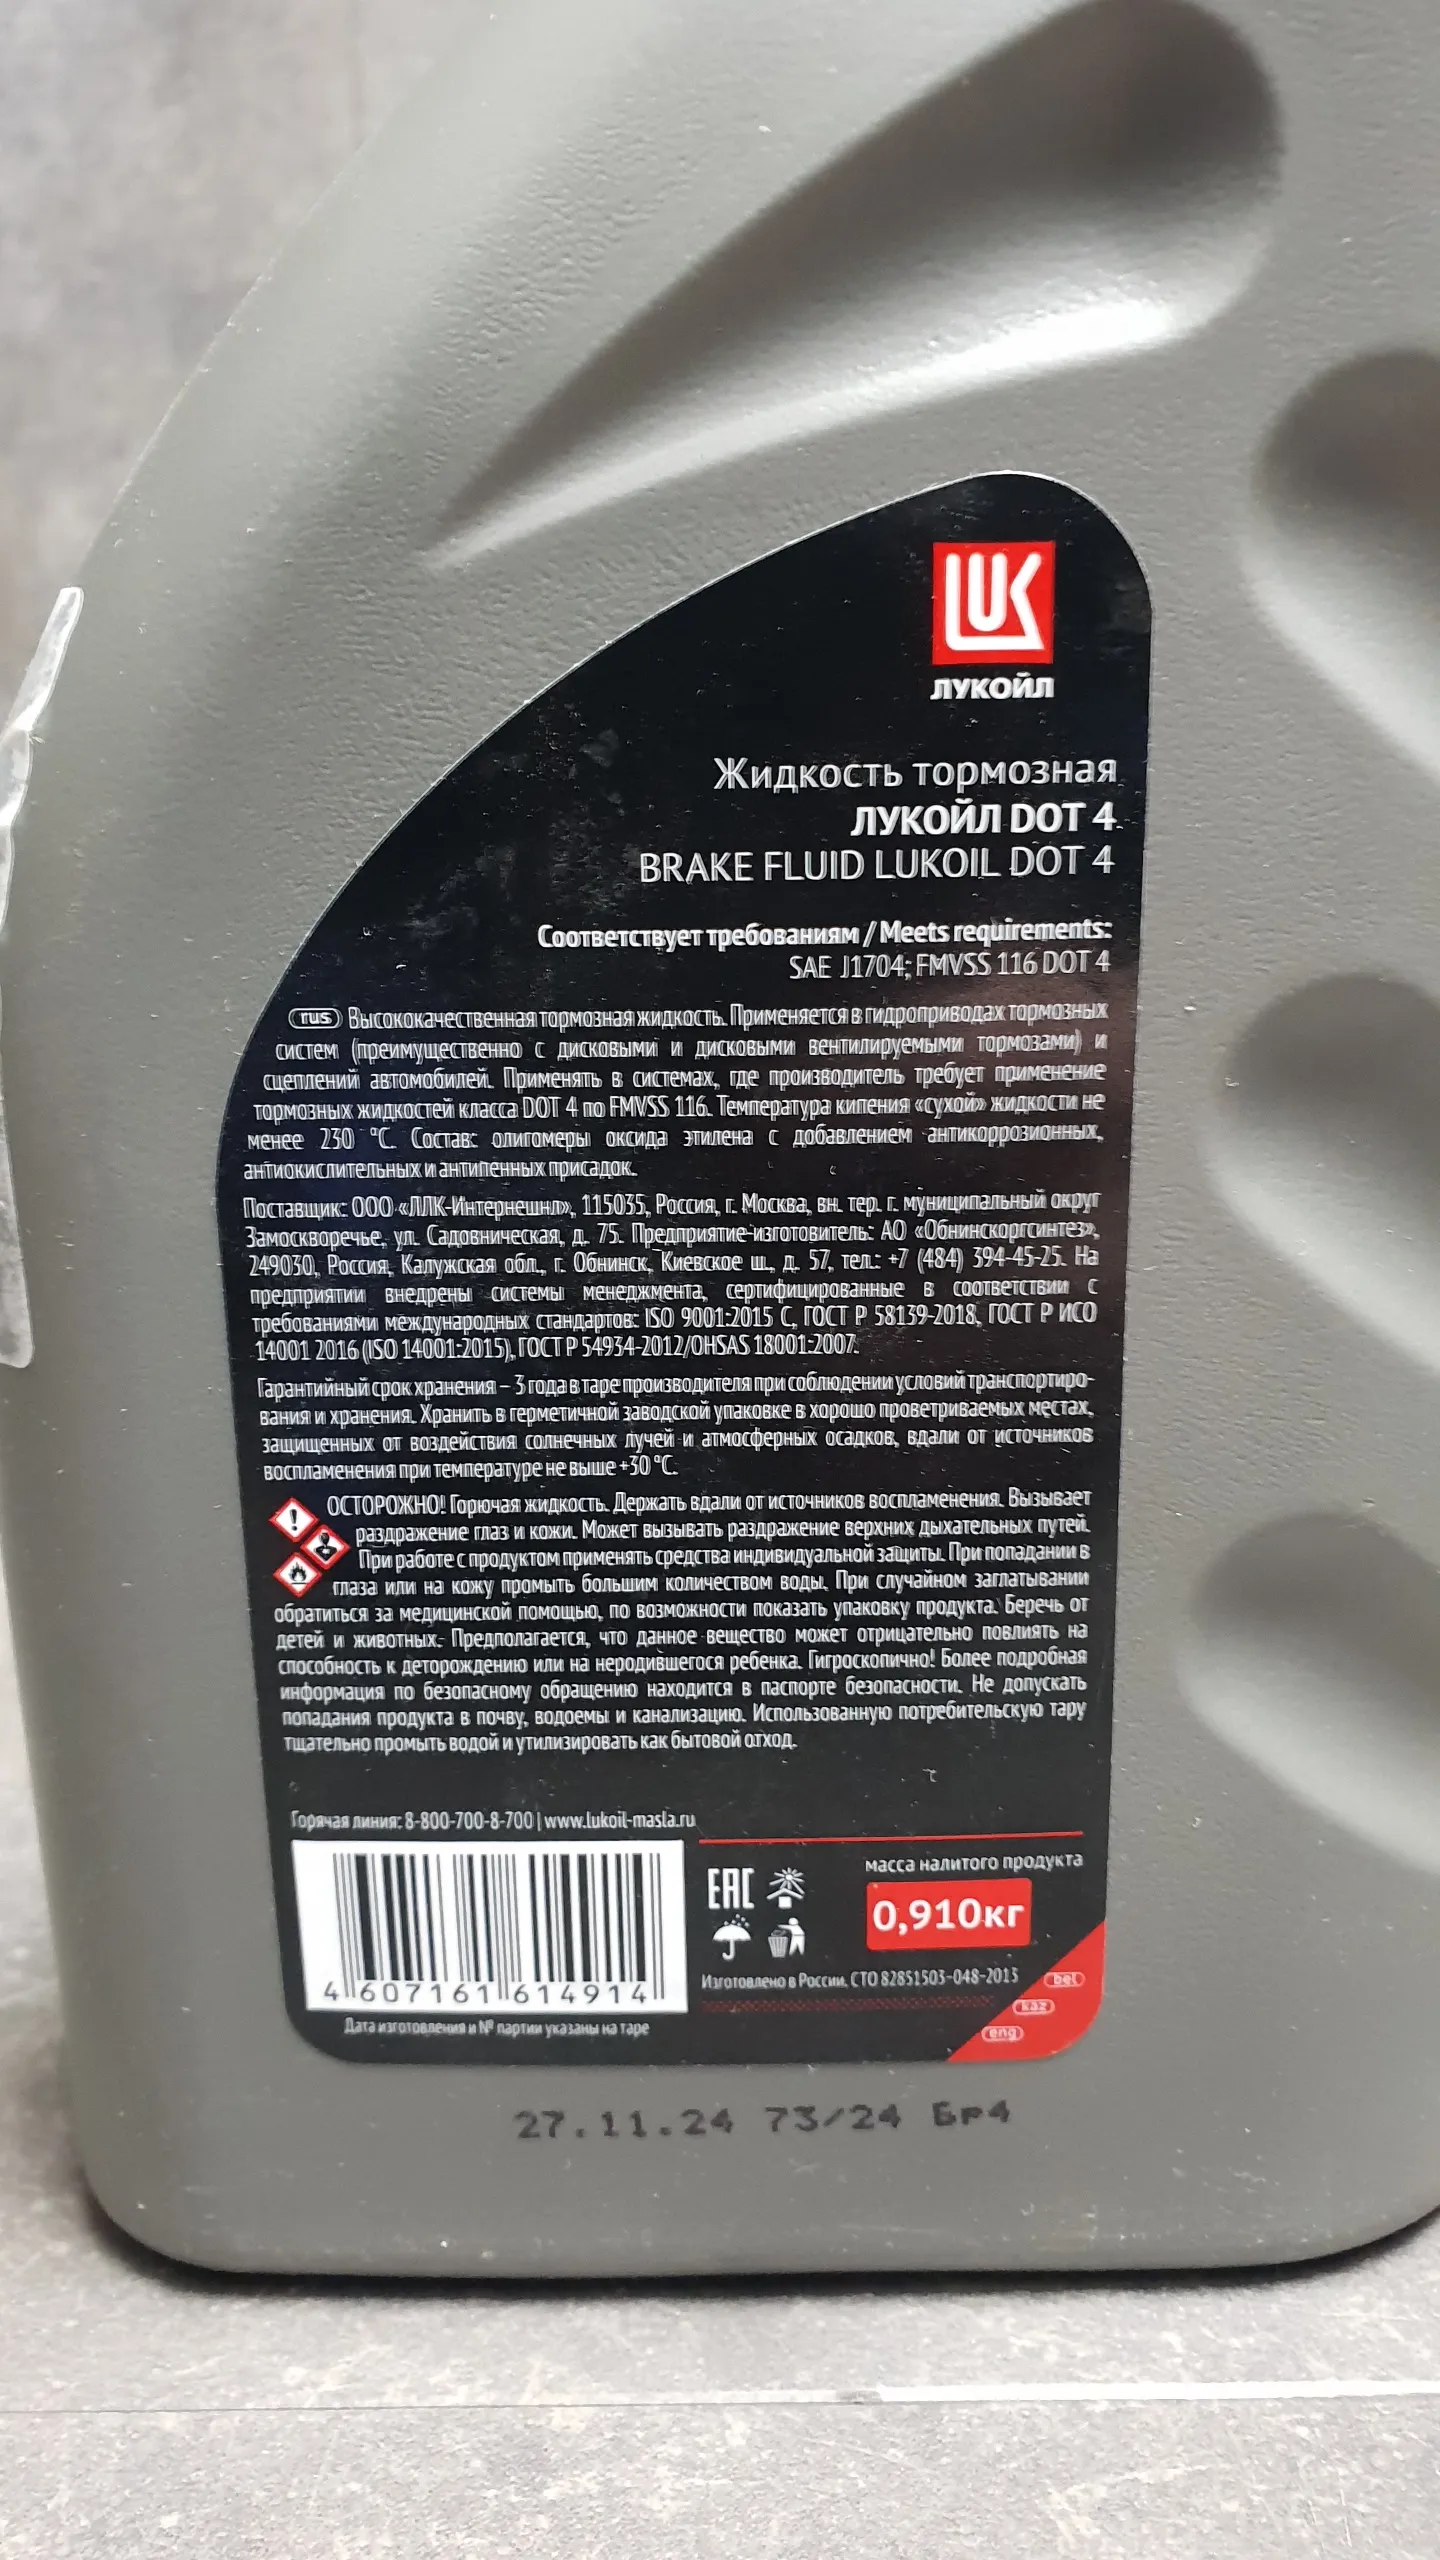 ЛУКОЙЛ
Жидкость тормозная
ЛУКОЙЛ DOT 4
BRAKE FLUID LUKOIL DOT 4
Соответствует требованиям / Meets requirements:
SAE J1704; FMVSS 116 DOT 4
rus Высококачественная тормозная жидкость. Применяется в гидроприводах тормозных
систем (преимущественно с дисковыми и дисковыми вентилируемыми тормозами) и
сцеплений автомобилей. Применять в системах, где производитель требует применение
тормозных жидкостей класса DOT 4 по FMVSS 116. Температура кипения «сухой» жидкости не
менее 230 °C. Состав: олигомеры оксида этилена с добавлением антикоррозионных,
антиокислительных и антипенных присадок.
Поставщик: ООО «ЛЛК-Интернешнл», 115035, Россия, г. Москва, вн. тер. г. муниципальный округ
Замоскворечье, ул. Садовническая, д. 75. Предприятие-изготовитель: АО «Обнинскоргсинтез»,
249030, Россия, Калужская обл., г. Обнинск, Киевское ш., д. 57, тел.: +7 (484) 394-45-25. На
предприятии внедрены системы менеджмента, сертифицированные в соответствии с
требованиями международных стандартов: ISO 9001:2015 С, ГОСТ Р 58139-2018, ГОСТ Р ИСО
14001 2016 (ISO 14001:2015), ГОСТ Р 54934-2012/OHSAS 18001:2007.
Гарантийный срок хранения – 3 года в таре производителя при соблюдении условий транспортиро-
вания и хранения. Хранить в герметичной заводской упаковке в хорошо проветриваемых местах,
защищенных от воздействия солнечных лучей и атмосферных осадков, вдали от источников
воспламенения при температуре не выше +30 °C.
ОСТОРОЖНО! Горючая жидкость. Держать вдали от источников воспламенения. Вызывает
раздражение глаз и кожи. Может вызывать раздражение верхних дыхательных путей.
При работе с продуктом применять средства индивидуальной защиты. При попадании в
глаза или на кожу промыть большим количеством воды. При случайном заглатывании
обратиться за медицинской помощью, по возможности показать упаковку продукта. Беречь от
детей и животных. Предполагается, что данное вещество может отрицательно повлиять на
способность к деторождению или на неродившегося ребенка. Гигроскопично! Более подробная
информация по безопасному обращению находится в паспорте безопасности. Не допускать
попадания продукта в почву, водоемы и канализацию. Использованную потребительскую тару
тщательно промыть водой и утилизировать как бытовой отход.
Горячая линия: 8-800-700-8-700 | www.lukoil-masla.ru
масса налитого продукта
EAC
0,910кг
4 607161 614914
Изготовлено в России. СТО 82851503-048-2013
bel
kaz
eng
Дата изготовления и № партии указаны на таре
27.11.24 73/24 Бр4